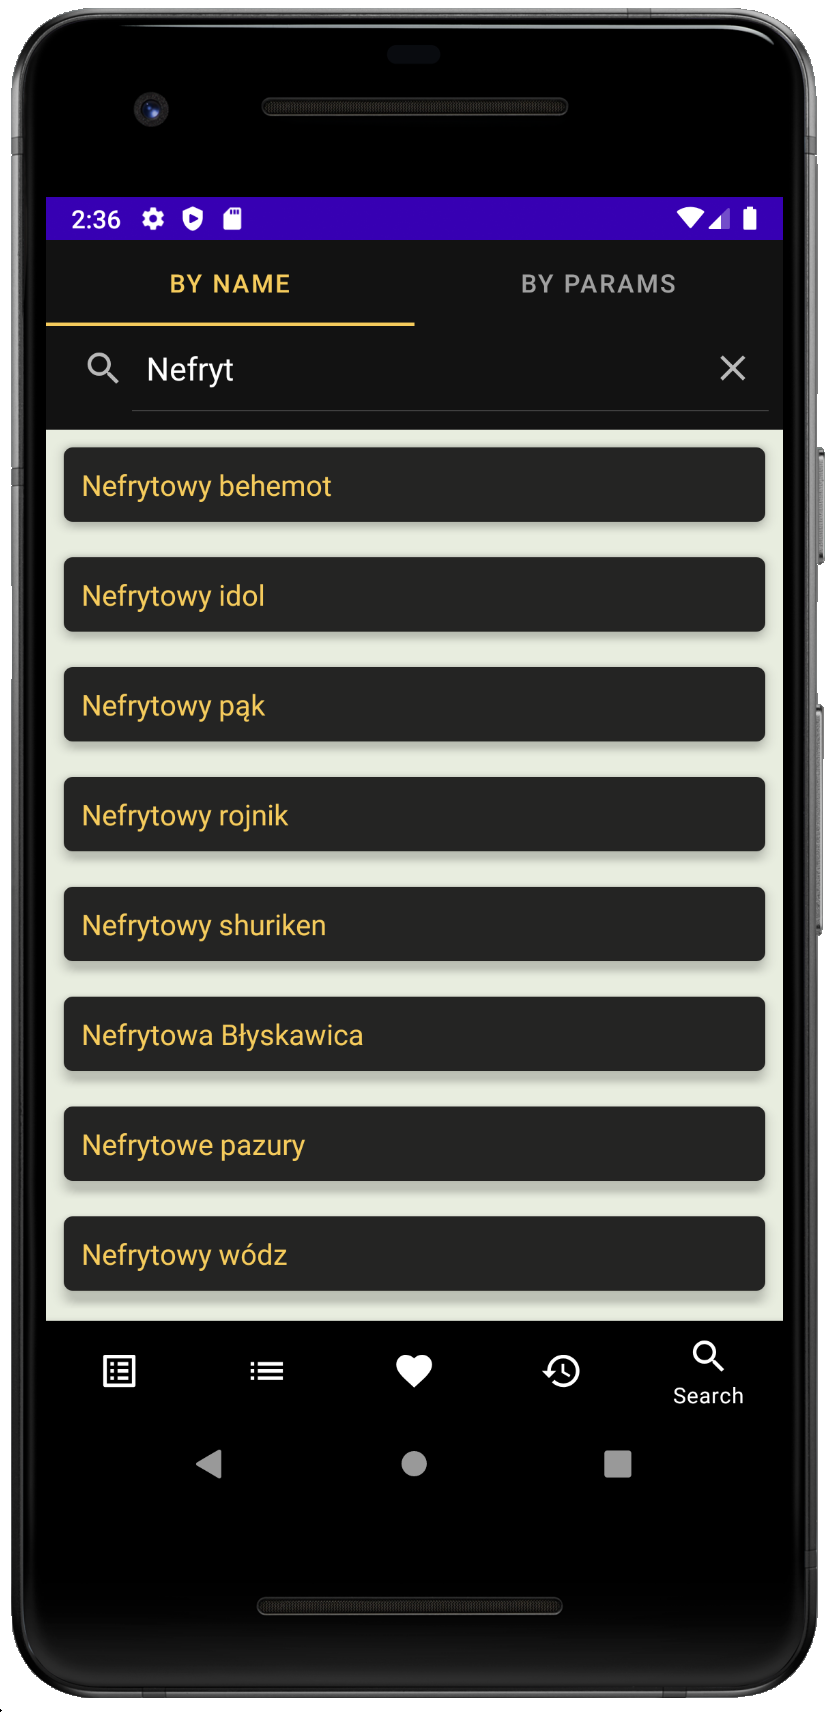 2:36
BY NAME
BY PARAMS
Nefryt
Nefrytowy behemot
Nefrytowy idol
Nefrytowy pąk
Nefrytowy rojnik
Nefrytowy shuriken
Nefrytowa Błyskawica
Nefrytowe pazury
Nefrytowy wódz
Search